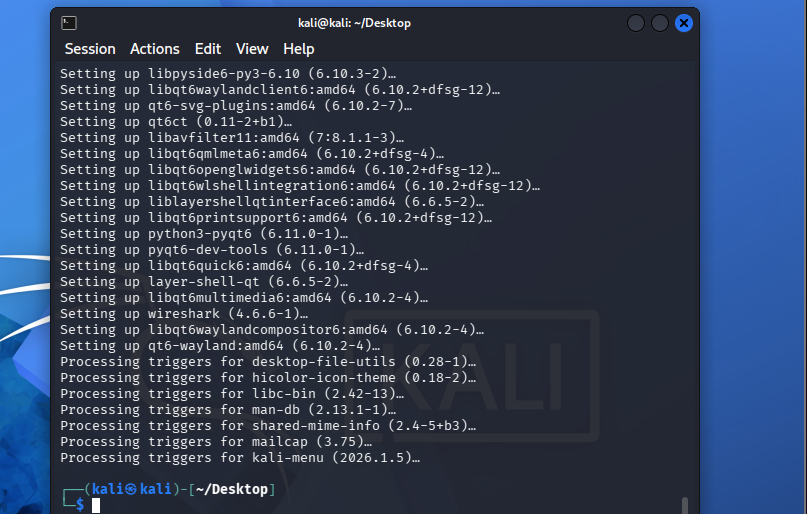 kali@kali: ~/Desktop
Session Actions Edit View Help
Setting up libpyside6-py3-6.10 (6.10.3-2)…
Setting up libqt6waylandclient6:amd64 (6.10.2+dfsg-12)…
Setting up qt6-svg-plugins:amd64 (6.10.2-7)…
Setting up qt6ct (0.11-2+b1)…
Setting up libavfilter11:amd64 (7:8.1.1-3)…
Setting up libqt6qmlmeta6:amd64 (6.10.2+dfsg-4)…
Setting up libqt6openglwidgets6:amd64 (6.10.2+dfsg-12)…
Setting up libqt6wlshellintegration6:amd64 (6.10.2+dfsg-12)…
Setting up liblayershellqtinterface6:amd64 (6.6.5-2)…
Setting up libqt6printsupport6:amd64 (6.10.2+dfsg-12)…
Setting up python3-pyqt6 (6.11.0-1)…
Setting up pyqt6-dev-tools (6.11.0-1)…
Setting up libqt6quick6:amd64 (6.10.2+dfsg-4)…
Setting up layer-shell-qt (6.6.5-2)…
Setting up libqt6multimedia6:amd64 (6.10.2-4)…
Setting up wireshark (4.6.6-1)…
Setting up libqt6waylandcompositor6:amd64 (6.10.2-4)…
Setting up qt6-wayland:amd64 (6.10.2-4)…
Processing triggers for desktop-file-utils (0.28-1)…
Processing triggers for hicolor-icon-theme (0.18-2)…
Processing triggers for libc-bin (2.42-13)…
Processing triggers for man-db (2.13.1-1)…
Processing triggers for shared-mime-info (2.4-5+b3)…
Processing triggers for mailcap (3.75)…
Processing triggers for kali-menu (2026.1.5)…
┌──(kali㉿kali)-[~/Desktop]
└─$
KALI